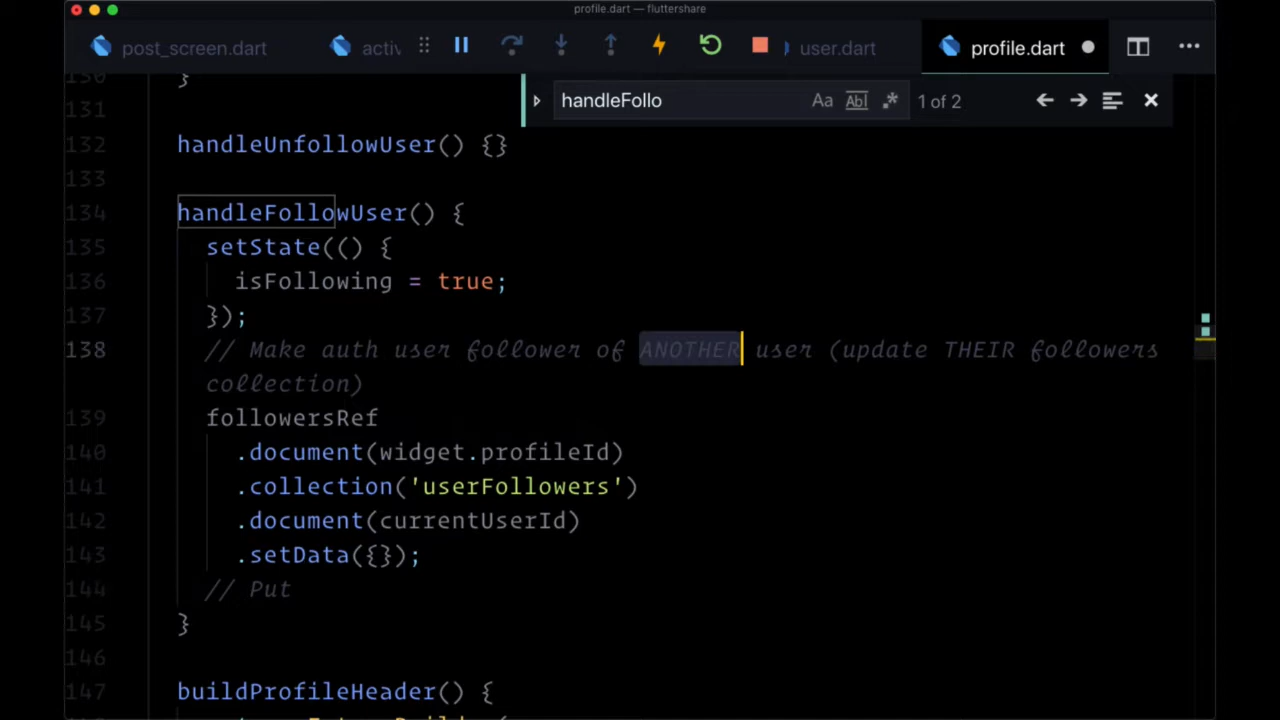 profile.dart — fluttershare
post_screen.dart
activ
user.dart
profile.dart
handleFollo
Aa
Abl
.*
1 of 2
131
132 handleUnfollowUser() {}
133
134 handleFollowUser() {
135 setState(() {
136 isFollowing = true;
137 });
138 // Make auth user follower of ANOTHER user (update THEIR followers
collection)
139 followersRef
140 .document(widget.profileId)
141 .collection('userFollowers')
142 .document(currentUserId)
143 .setData({});
144 // Put
145 }
146
147 buildProfileHeader() {